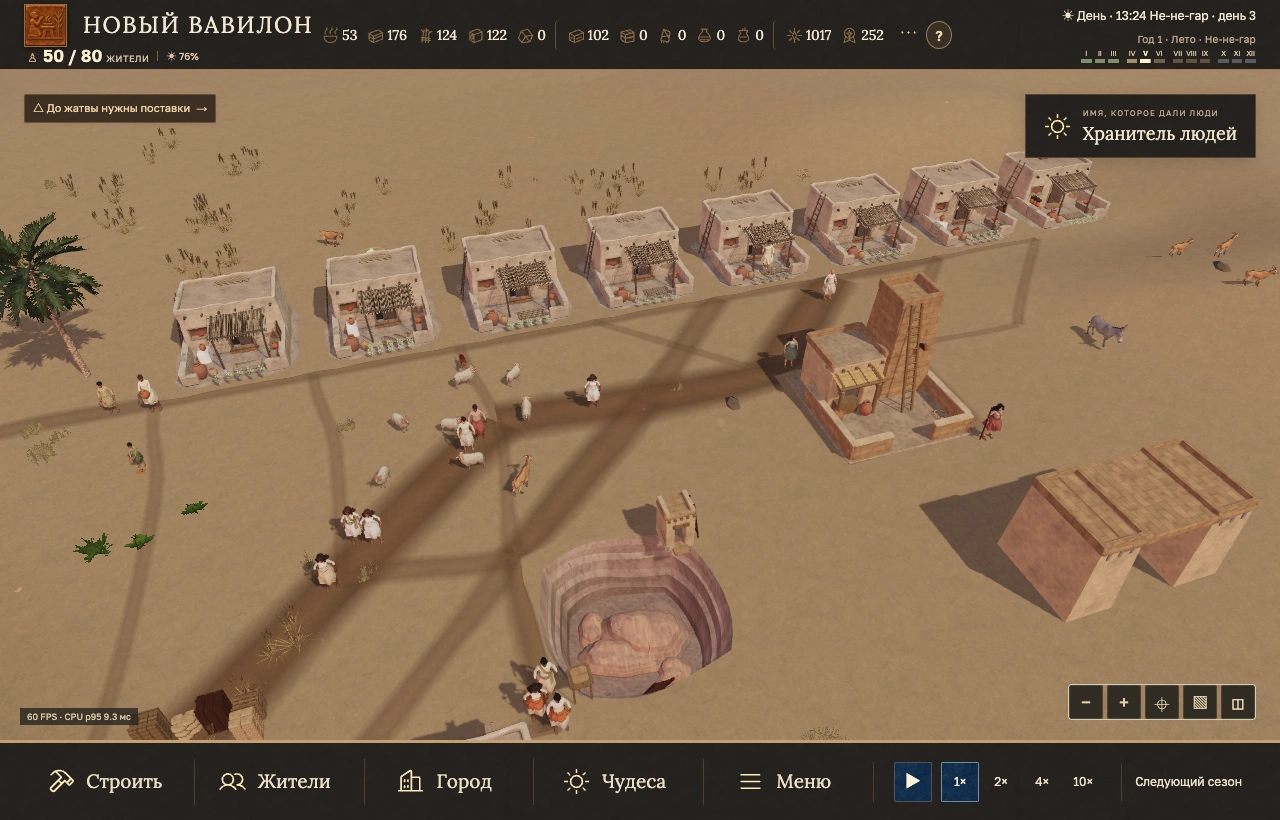 НОВЫЙ ВАВИЛОН
53 176 124 122 0 102 0 0 0 0 1017 252 ... ?
50 / 80 ЖИТЕЛИ 76%
День · 13:24 Не-не-гар · день 3
Год 1 · Лето · Не-не-гар
I II III IV V VI VII VIII IX X XI XII
До жатвы нужны поставки →
ИМЯ, КОТОРОЕ ДАЛИ ЛЮДИ
Хранитель людей
60 FPS · CPU p95 9.3 мс
− +
Строить Жители Город Чудеса Меню 1× 2× 4× 10× Следующий сезон